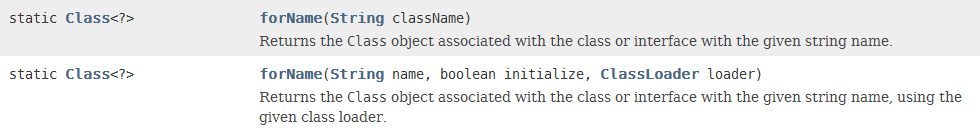 static Class<?> forName(String className)
Returns the Class object associated with the class or interface with the given string name.
static Class<?> forName(String name, boolean initialize, ClassLoader loader)
Returns the Class object associated with the class or interface with the given string name, using the
given class loader.